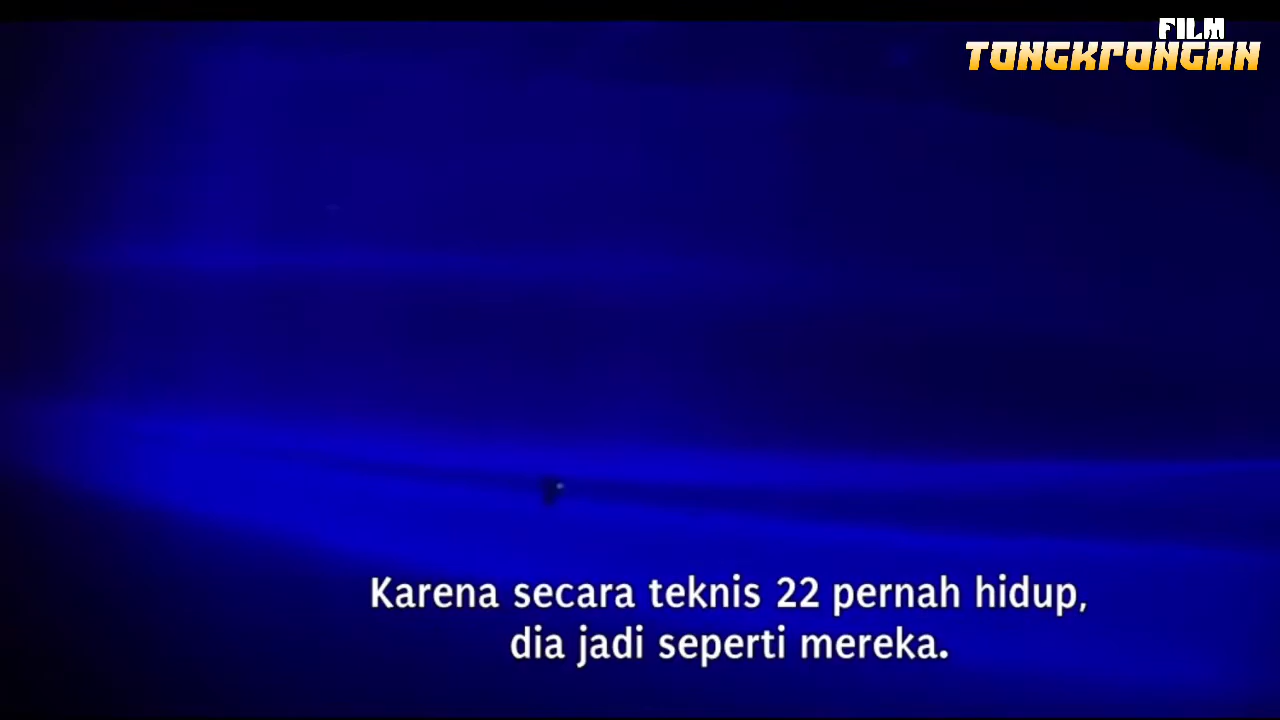 FILM
TONGKRONGAN
Karena secara teknis 22 pernah hidup,
dia jadi seperti mereka.